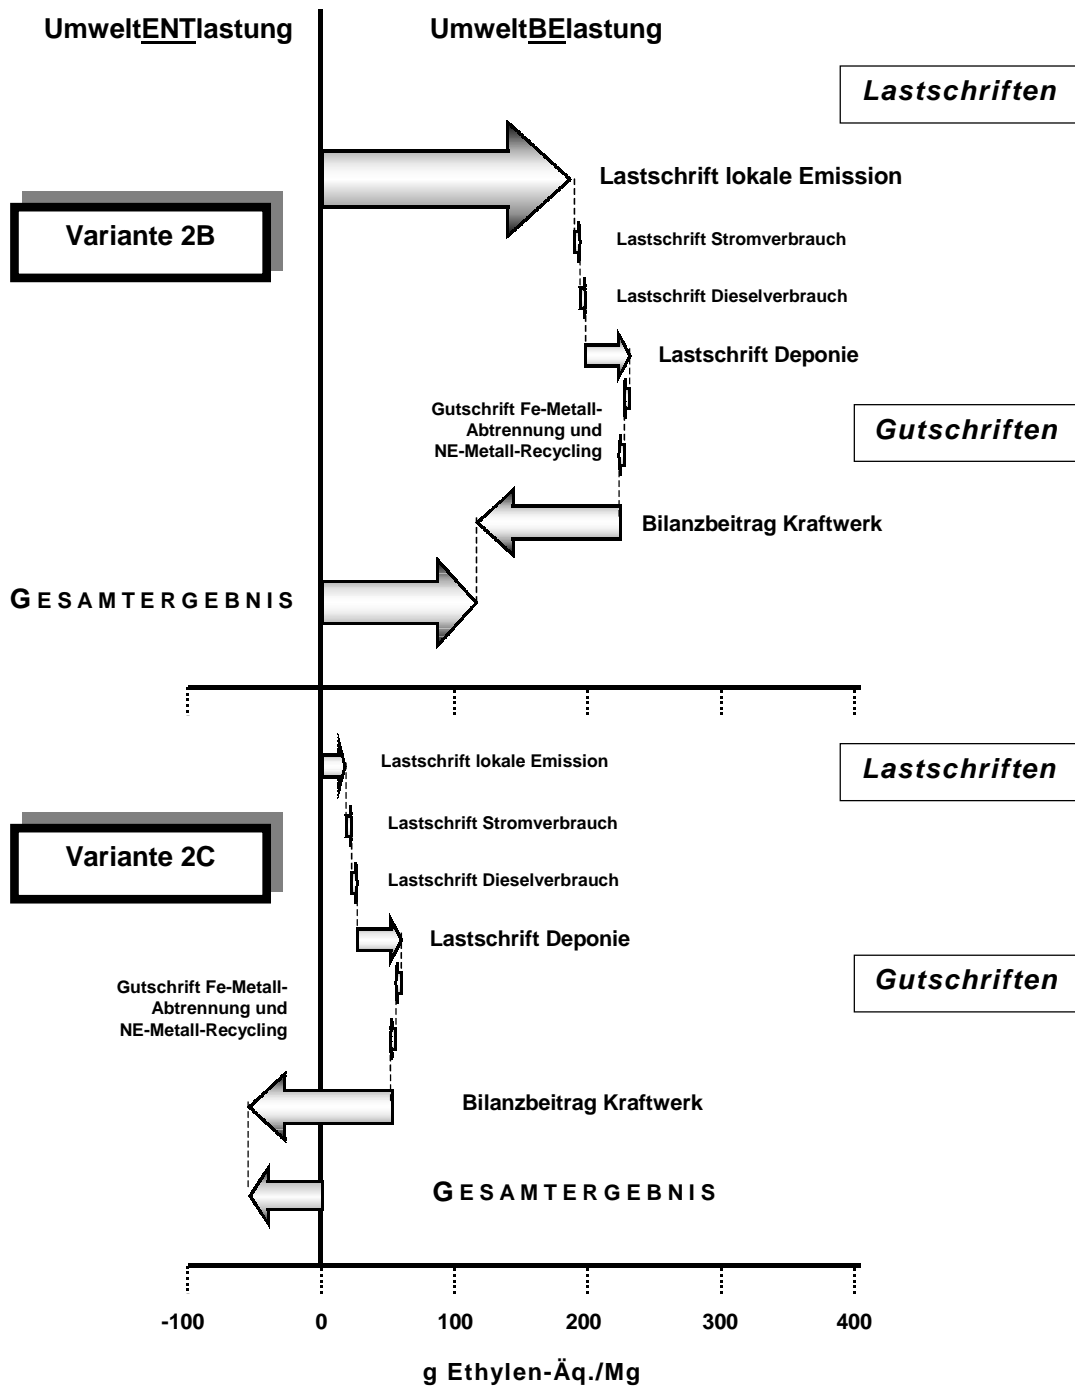 UmweltENTlastung
UmweltBElastung
Lastschriften
Lastschrift lokale Emission
Variante 2B
Lastschrift Stromverbrauch
Lastschrift Dieselverbrauch
Lastschrift Deponie
Gutschrift Fe-Metall-
Abtrennung und
NE-Metall-Recycling
Gutschriften
Bilanzbeitrag Kraftwerk
GESAMTERGEBNIS
Lastschrift lokale Emission
Lastschriften
Lastschrift Stromverbrauch
Variante 2C
Lastschrift Dieselverbrauch
Lastschrift Deponie
Gutschrift Fe-Metall-
Abtrennung und
NE-Metall-Recycling
Gutschriften
Bilanzbeitrag Kraftwerk
GESAMTERGEBNIS
-100 0 100 200 300 400
g Ethylen-Äq./Mg